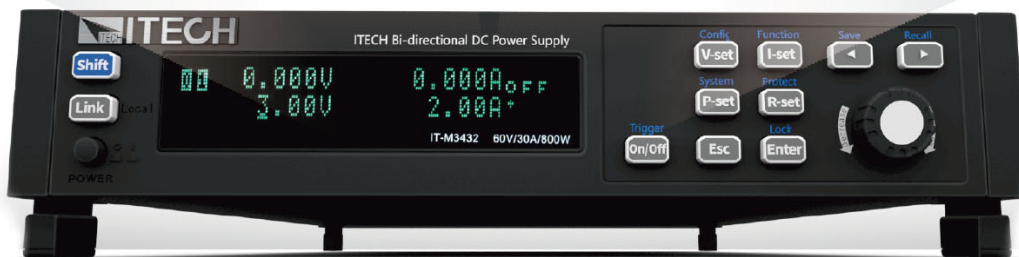 ITECH
ITECH
ITECH Bi-directional DC Power Supply
Shift
Link
Local
POWER
01 0.000V 0.000A OFF
3.00V 2.00A+
IT-M3432 60V/30A/800W
Config Function Save Recall
V-set I-set
System Protect
P-set R-set
Trigger Lock
On/Off Esc Enter